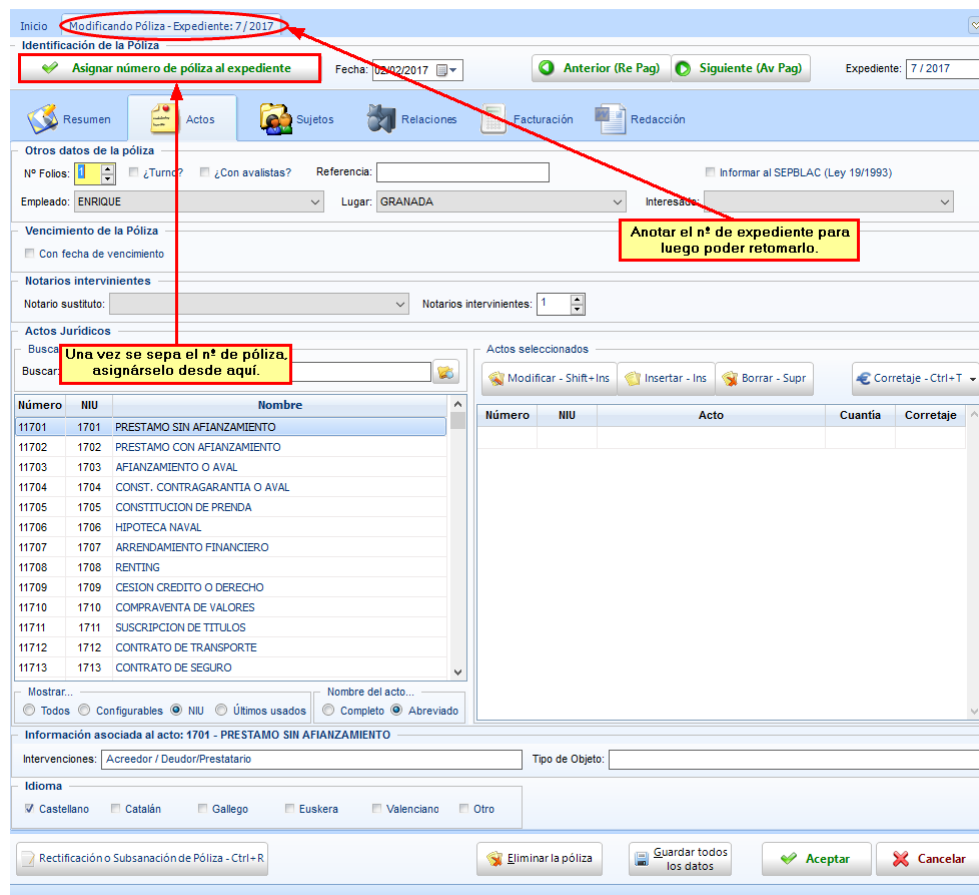 Inicio
Modificando Póliza - Expediente: 7 / 2017
Identificación de la Póliza
Asignar número de póliza al expediente
Fecha: 02/02/2017
Anterior (Re Pag)
Siguiente (Av Pag)
Expediente: 7 / 2017
Resumen
Actos
Sujetos
Relaciones
Facturación
Redacción
Otros datos de la póliza
Nº Folios: 1
¿Turno?
¿Con avalistas?
Referencia:
Informar al SEPBLAC (Ley 19/1993)
Empleado: ENRIQUE
Lugar: GRANADA
Interesado:
Anotar el nº de expediente para
luego poder retomarlo.
Vencimiento de la Póliza
Con fecha de vencimiento
Notarios intervinientes
Notario sustituto:
Notarios intervinientes: 1
Actos Jurídicos
Busca
Una vez se sepa el nº de póliza,
asignárselo desde aquí.
Buscar:
Actos seleccionados
Modificar - Shift+Ins
Insertar - Ins
Borrar - Supr
Corretaje - Ctrl+T
Número NIU Nombre
11701 1701 PRESTAMO SIN AFIANZAMIENTO
11702 1702 PRESTAMO CON AFIANZAMIENTO
11703 1703 AFIANZAMIENTO O AVAL
11704 1704 CONST. CONTRAGARANTIA O AVAL
11705 1705 CONSTITUCION DE PRENDA
11706 1706 HIPOTECA NAVAL
11707 1707 ARRENDAMIENTO FINANCIERO
11708 1708 RENTING
11709 1709 CESION CREDITO O DERECHO
11710 1710 COMPRAVENTA DE VALORES
11711 1711 SUSCRIPCION DE TITULOS
11712 1712 CONTRATO DE TRANSPORTE
11713 1713 CONTRATO DE SEGURO
Número NIU Acto Cuantía Corretaje
Mostrar...
Todos Configurables NIU Últimos usados
Nombre del acto...
Completo Abreviado
Información asociada al acto: 1701 - PRESTAMO SIN AFIANZAMIENTO
Intervenciones: Acreedor / Deudor/Prestatario
Tipo de Objeto:
Idioma
Castellano Catalán Gallego Euskera Valenciano Otro
Rectificación o Subsanación de Póliza - Ctrl+R
Eliminar la póliza
Guardar todos
los datos
Aceptar
Cancelar